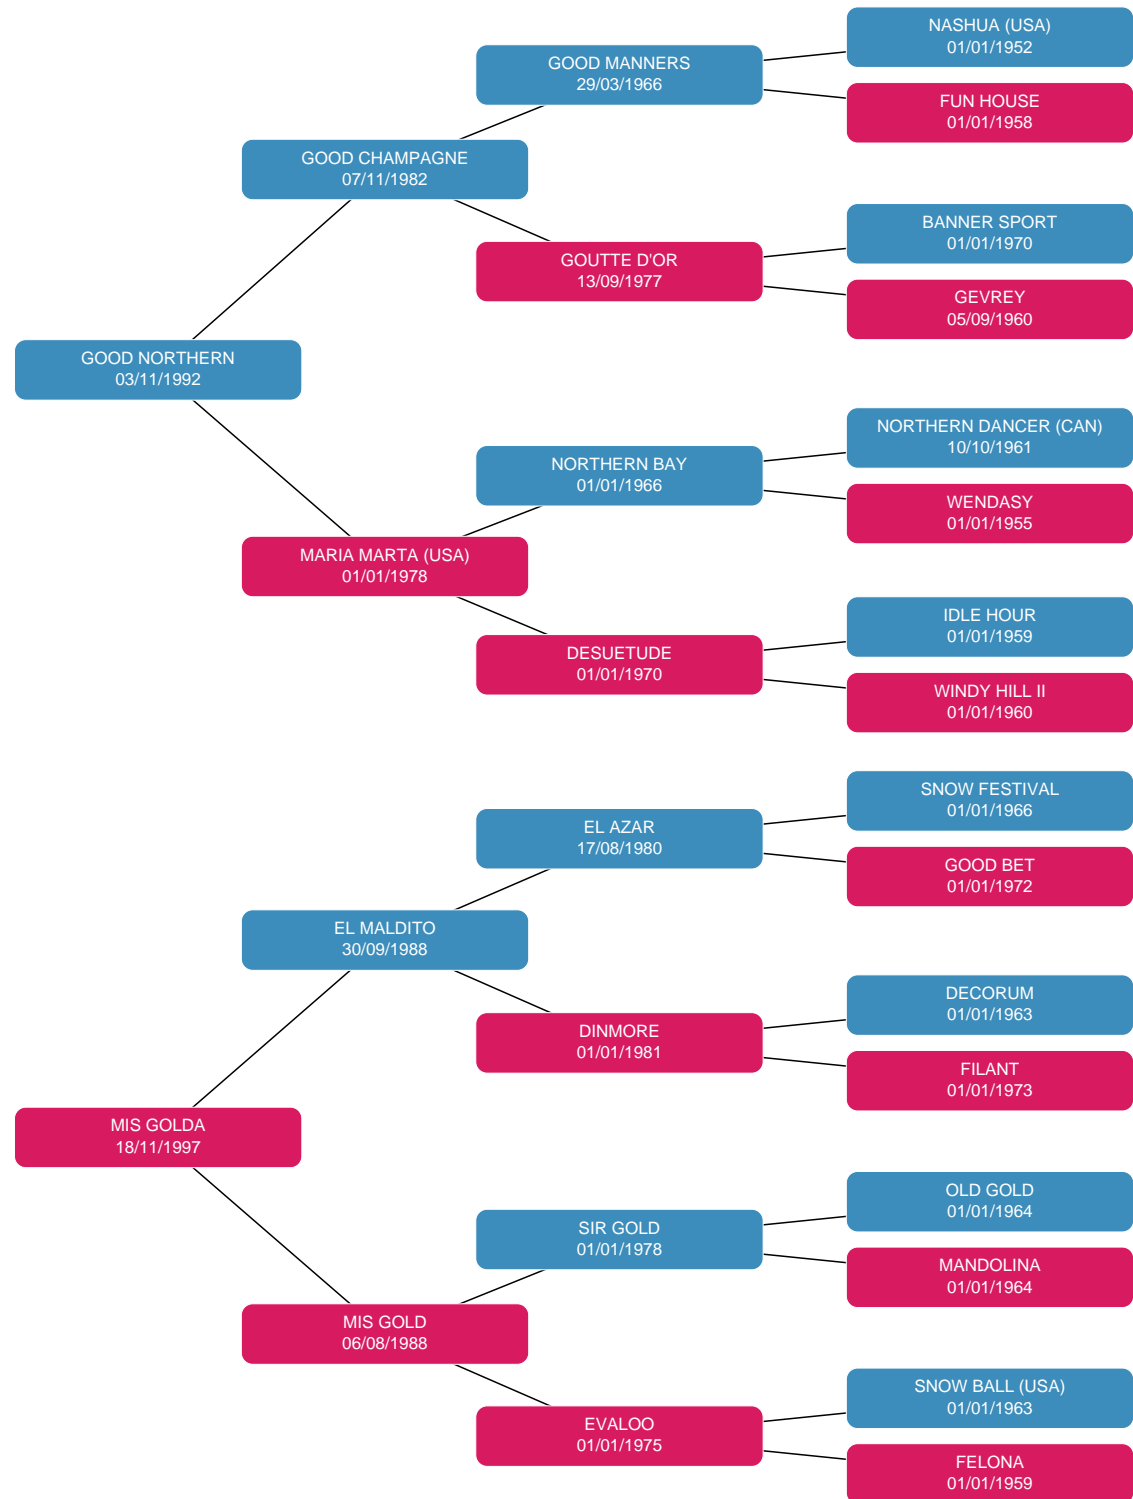 NASHUA (USA)
01/01/1952
GOOD MANNERS
29/03/1966
FUN HOUSE
01/01/1958
GOOD CHAMPAGNE
07/11/1982
BANNER SPORT
01/01/1970
GOUTTE D'OR
13/09/1977
GEVREY
05/09/1960
GOOD NORTHERN
03/11/1992
NORTHERN DANCER (CAN)
10/10/1961
NORTHERN BAY
01/01/1966
WENDASY
01/01/1955
MARIA MARTA (USA)
01/01/1978
IDLE HOUR
01/01/1959
DESUETUDE
01/01/1970
WINDY HILL II
01/01/1960
SNOW FESTIVAL
01/01/1966
EL AZAR
17/08/1980
GOOD BET
01/01/1972
EL MALDITO
30/09/1988
DECORUM
01/01/1963
DINMORE
01/01/1981
FILANT
01/01/1973
MIS GOLDA
18/11/1997
OLD GOLD
01/01/1964
SIR GOLD
01/01/1978
MANDOLINA
01/01/1964
MIS GOLD
06/08/1988
SNOW BALL (USA)
01/01/1963
EVALOO
01/01/1975
FELONA
01/01/1959